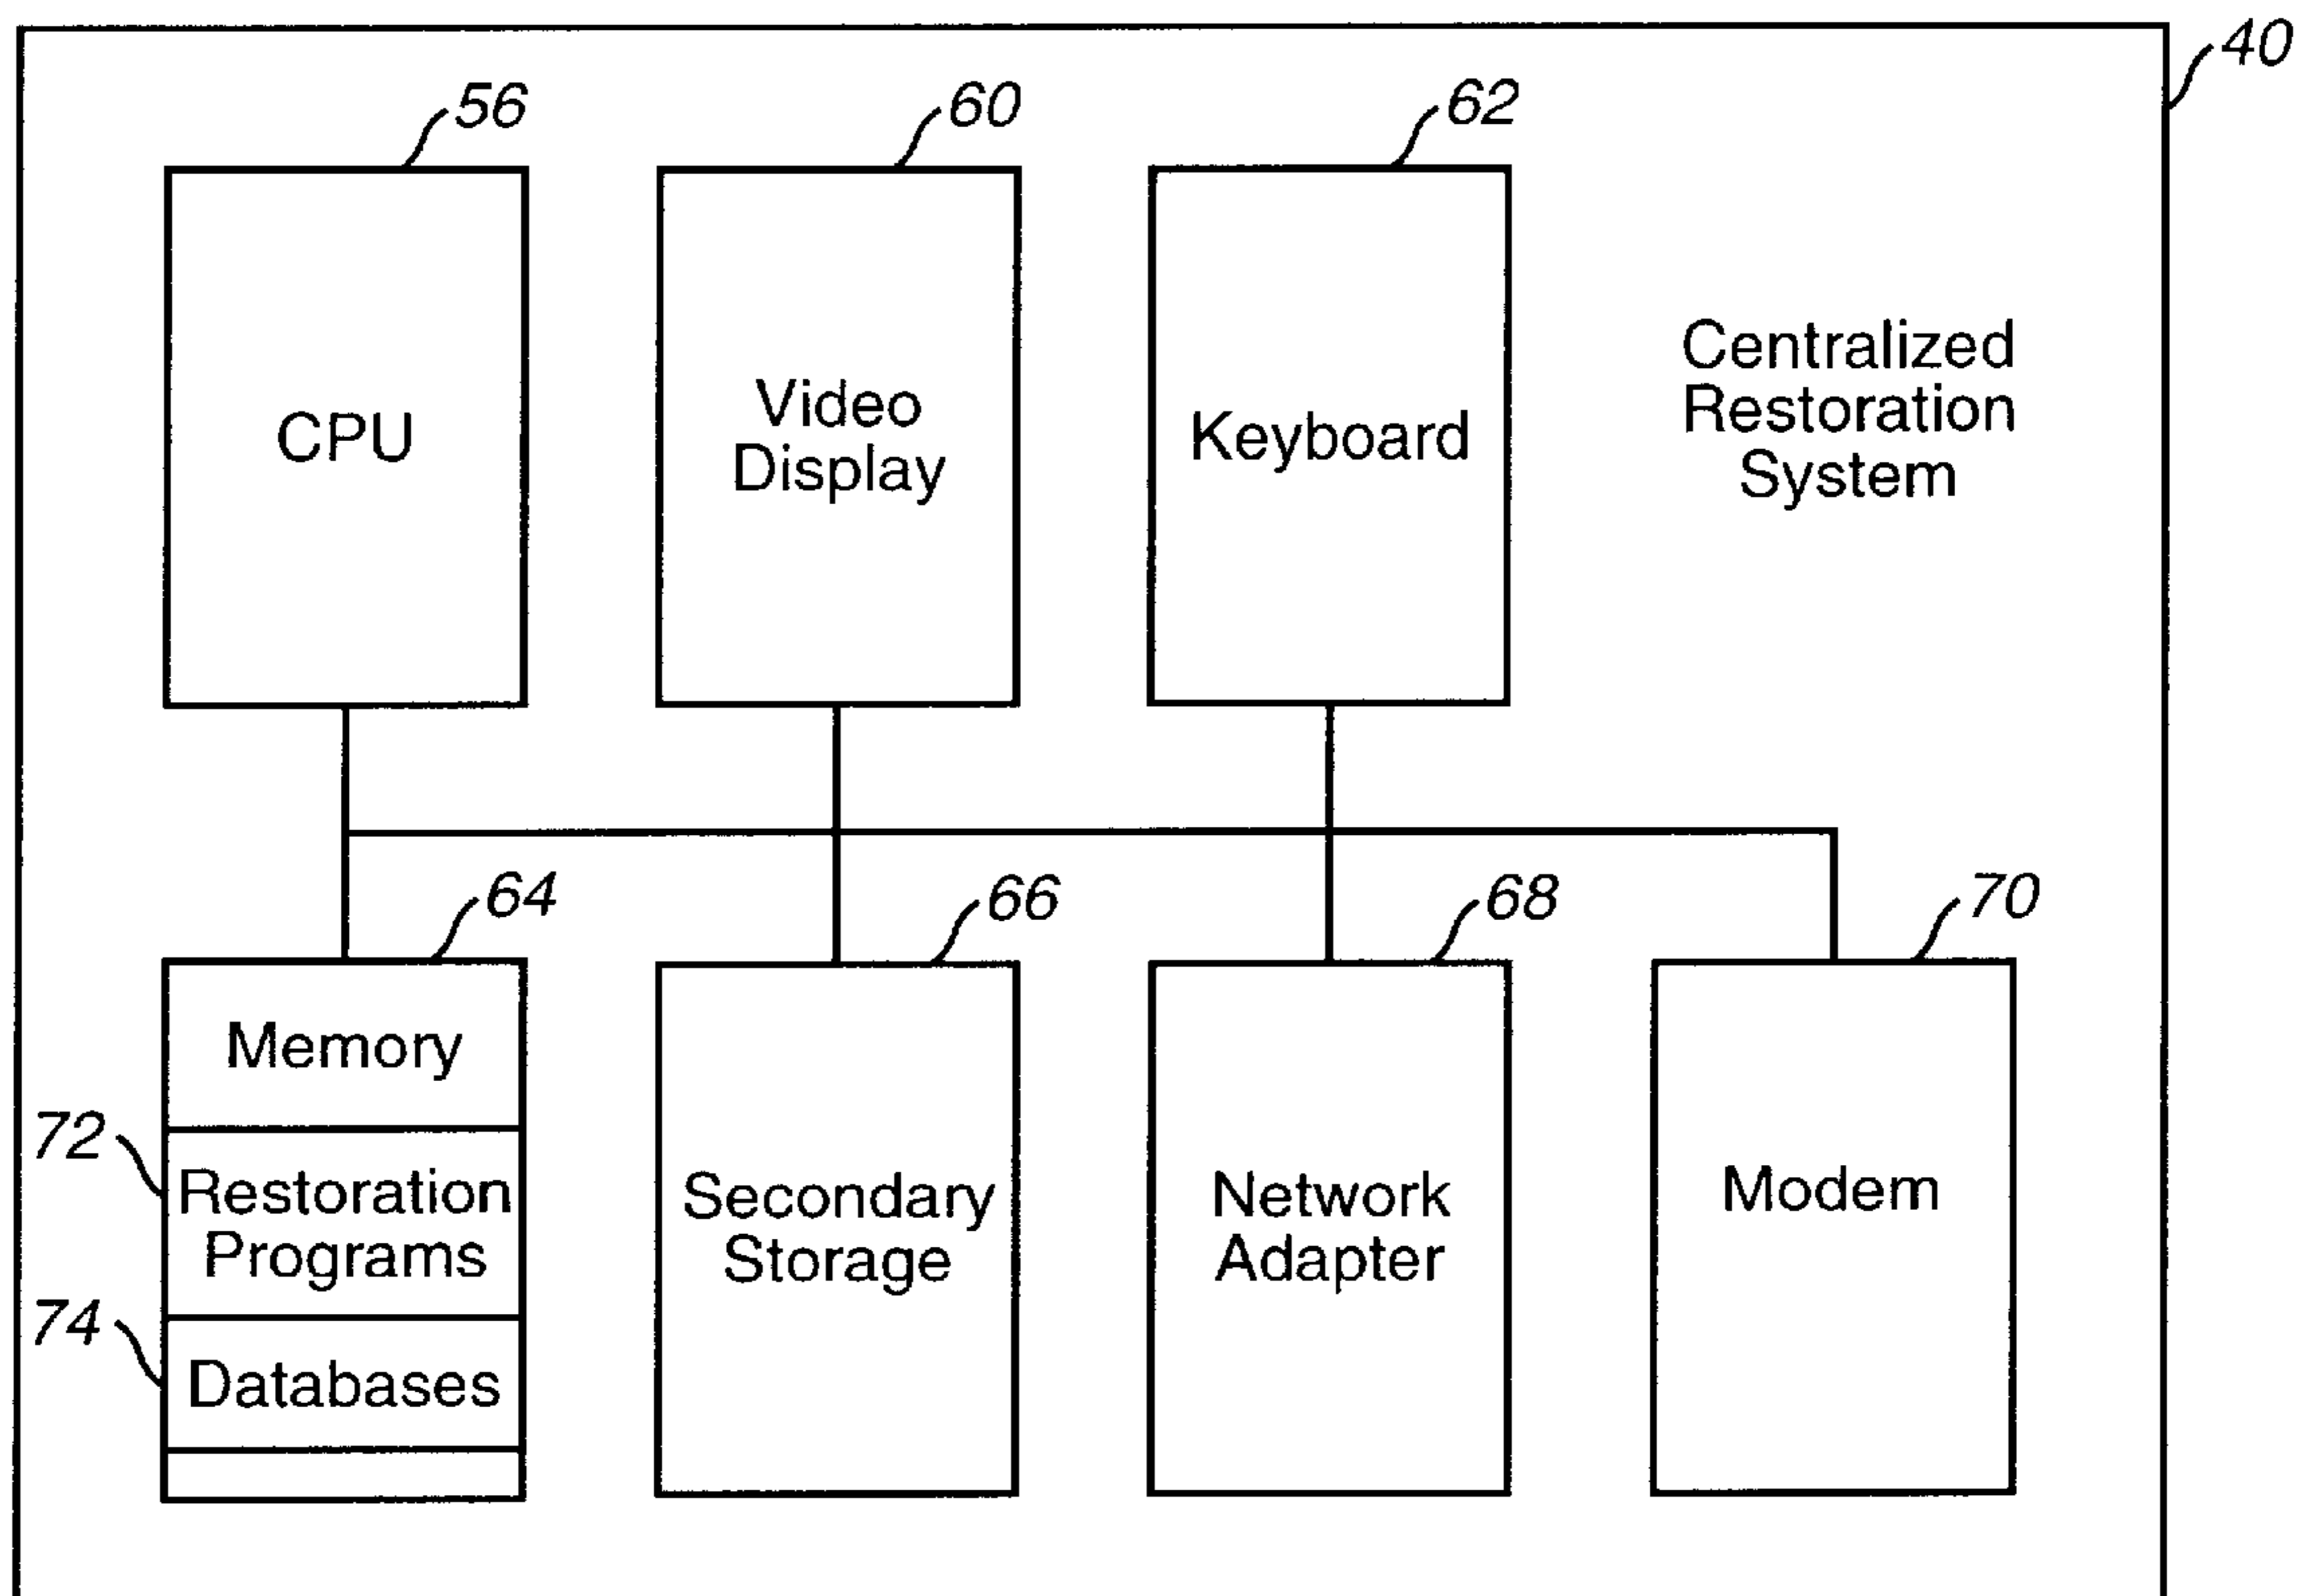 40
56
60
62
CPU
Video
Display
Keyboard
Centralized
Restoration
System
64
66
68
70
Memory
72
Restoration
Programs
74
Databases
Secondary
Storage
Network
Adapter
Modem